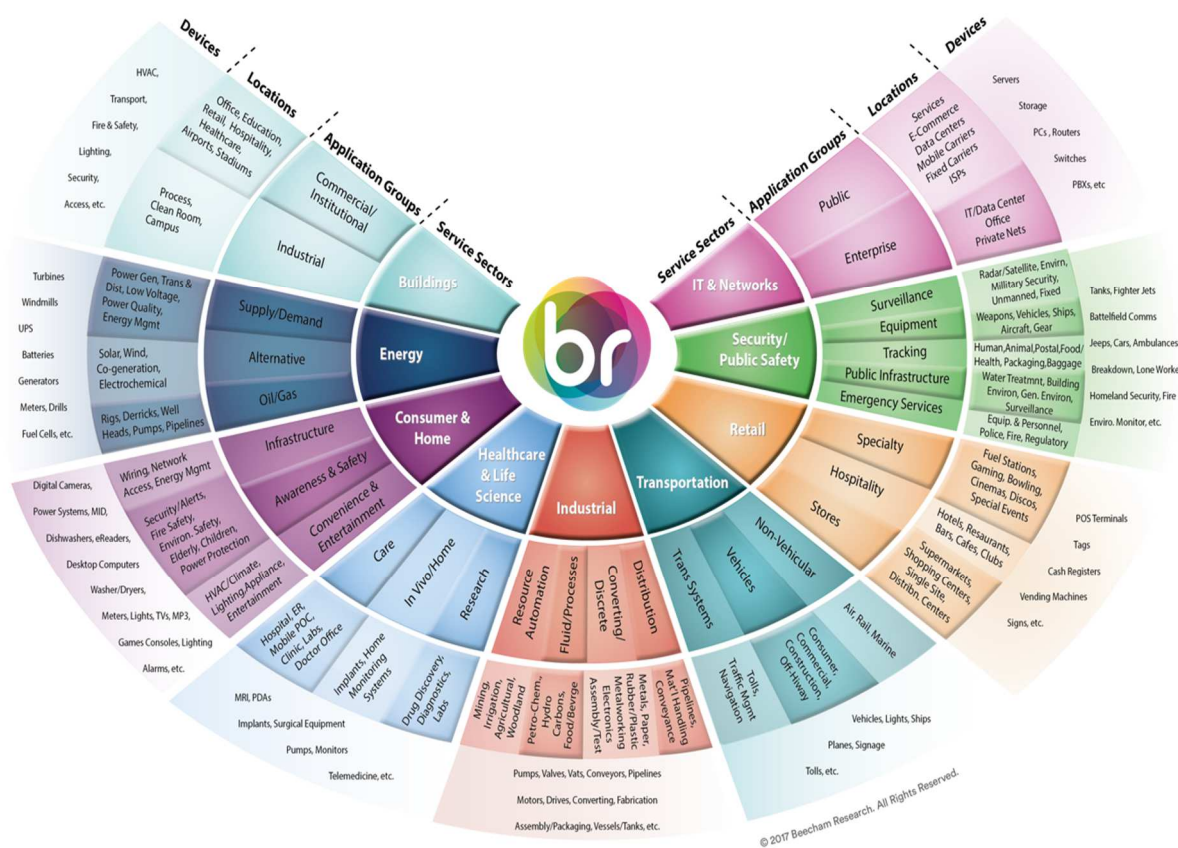 Devices
Locations
Application Groups
Service Sectors
HVAC,
Transport,
Fire & Safety,
Lighting,
Security,
Access, etc.
Office, Education,
Retail, Hospitality,
Healthcare,
Airports, Stadiums
Process,
Clean Room,
Campus
Commercial/
Institutional
Industrial
Buildings
Turbines
Windmills
UPS
Batteries
Generators
Meters, Drills
Fuel Cells, etc.
Power Gen, Trans &
Dist, Low Voltage,
Power Quality,
Energy Mgmt
Solar, Wind,
Co-generation,
Electrochemical
Rigs, Derricks, Well
Heads, Pumps, Pipelines
Supply/Demand
Alternative
Oil/Gas
Energy
Digital Cameras,
Power Systems, MID,
Dishwashers, eReaders,
Desktop Computers
Washer/Dryers,
Meters, Lights, TVs, MP3,
Games Consoles, Lighting
Alarms, etc.
Wiring, Network
Access, Energy Mgmt
Security/Alerts,
Fire Safety,
Environ. Safety,
Elderly, Children,
Power Protection
HVAC/Climate,
Lighting,Appliance,
Entertainment
Infrastructure
Awareness & Safety
Convenience &
Entertainment
Consumer &
Home
MRI, PDAs
Implants, Surgical Equipment
Pumps, Monitors
Telemedicine, etc.
Hospital, ER,
Mobile POC,
Clinic, Labs,
Doctor Office
Implants, Home
Monitoring
Systems
Drug Discovery,
Diagnostics,
Labs
Care
In Vivo/Home
Research
Healthcare
& Life
Science
Industrial
Resource
Automation
Fluid/Processes
Converting/
Discrete
Distribution
Mining,
Irrigation,
Agricultural,
Woodland
Petro-Chem.,
Hydro
Carbons,
Food/Bevrge
Metals, Paper,
Rubber/Plastic
Metalworking
Electronics
Assembly/Test
Pipelines,
Mat'l Handling
Conveyance
Pumps, Valves, Vats, Conveyors, Pipelines
Motors, Drives, Converting, Fabrication
Assembly/Packaging, Vessels/Tanks, etc.
Transportation
Trans Systems
Vehicles
Non-Vehicular
Tolls,
Traffic Mgmt
Navigation
Consumer,
Commercial,
Construction,
Off-Hiway
Air, Rail, Marine
Vehicles, Lights, Ships
Planes, Signage
Tolls, etc.
Retail
Specialty
Hospitality
Stores
Fuel Stations,
Gaming, Bowling,
Cinemas, Discos,
Special Events
Hotels, Restaurants,
Bars, Cafes, Clubs
Supermarkets,
Shopping Centers,
Single Site,
Distribn. Centers
POS Terminals
Tags
Cash Registers
Vending Machines
Signs, etc.
Security/
Public Safety
Surveillance
Equipment
Tracking
Public Infrastructure
Emergency Services
Radar/Satellite, Envirn,
Millitary Security,
Unmanned, Fixed
Weapons, Vehicles, Ships,
Aircraft, Gear
Human,Animal,Postal,Food/
Health, Packaging,Baggage
Water Treatmnt, Building
Environ, Gen. Environ,
Surveillance
Equip. & Personnel,
Police, Fire, Regulatory
Tanks, Fighter Jets
Battelfield Comms
Jeeps, Cars, Ambulances
Breakdown, Lone Worke
Homeland Security, Fire
Enviro. Monitor, etc.
IT & Networks
Public
Enterprise
Services
E-Commerce
Data Centers
Mobile Carriers
Fixed Carriers
ISPs
IT/Data Center
Office
Private Nets
Servers
Storage
PCs , Routers
Switches
PBXs, etc
Service Sectors
Application Groups
Locations
Devices
br
© 2017 Beecham Research. All Rights Reserved.